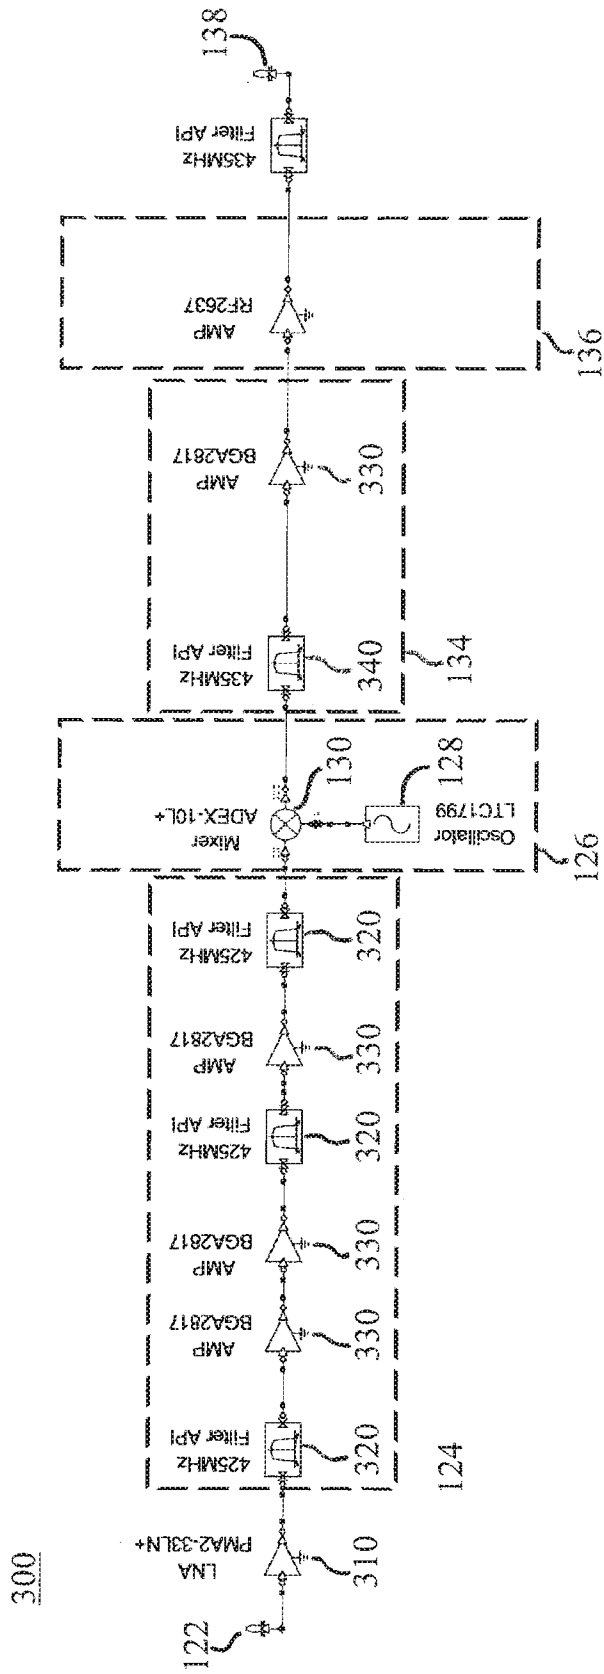 300
122
LNA
PMA2-33LN+
310
124
425MHz
Filter API
320
AMP
BGA2817
330
AMP
BGA2817
330
425MHz
Filter API
320
AMP
BGA2817
330
425MHz
Filter API
320
126
Mixer
ADEX-10L+
130
Oscillator
LTC1799
128
134
435MHz
Filter API
340
AMP
BGA2817
330
136
AMP
RF2637
435MHz
Filter API
138